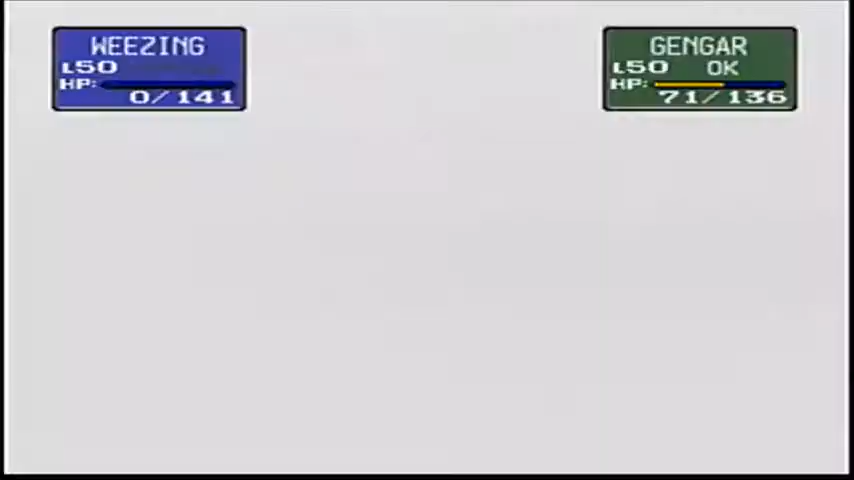 WEEZING
L50
HP:
0/141
GENGAR
L50 OK
HP:
71/136